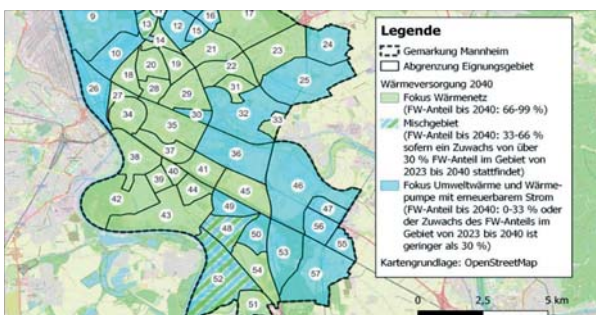 Legende
Gemarkung Mannheim
Abgrenzung Eignungsgebiet
Wärmeversorgung 2040
Fokus Wärmenetz
(FW-Anteil bis 2040: 66-99 %)
Mischgebiet
(FW-Anteil bis 2040: 33-66 %
sofern ein Zuwachs von über
30 % FW-Anteil im Gebiet von
2023 bis 2040 stattfindet)
Fokus Umweltwärme und Wärme-
pumpe mit erneuerbarem Strom
(FW-Anteil bis 2040: 0-33 % oder
der Zuwachs des FW-Anteils im
Gebiet von 2023 bis 2040 ist
geringer als 30 %)
Kartengrundlage: OpenStreetMap
0 2,5 5 km
9
13
12
16
17
15
14
10
21
23
24
20
19
22
18
25
26
28
31
27
29
34
30
32
33
35
37
38
36
40
41
39
44
45
46
42
43
49
47
48
50
56
55
53
54
52
57
51